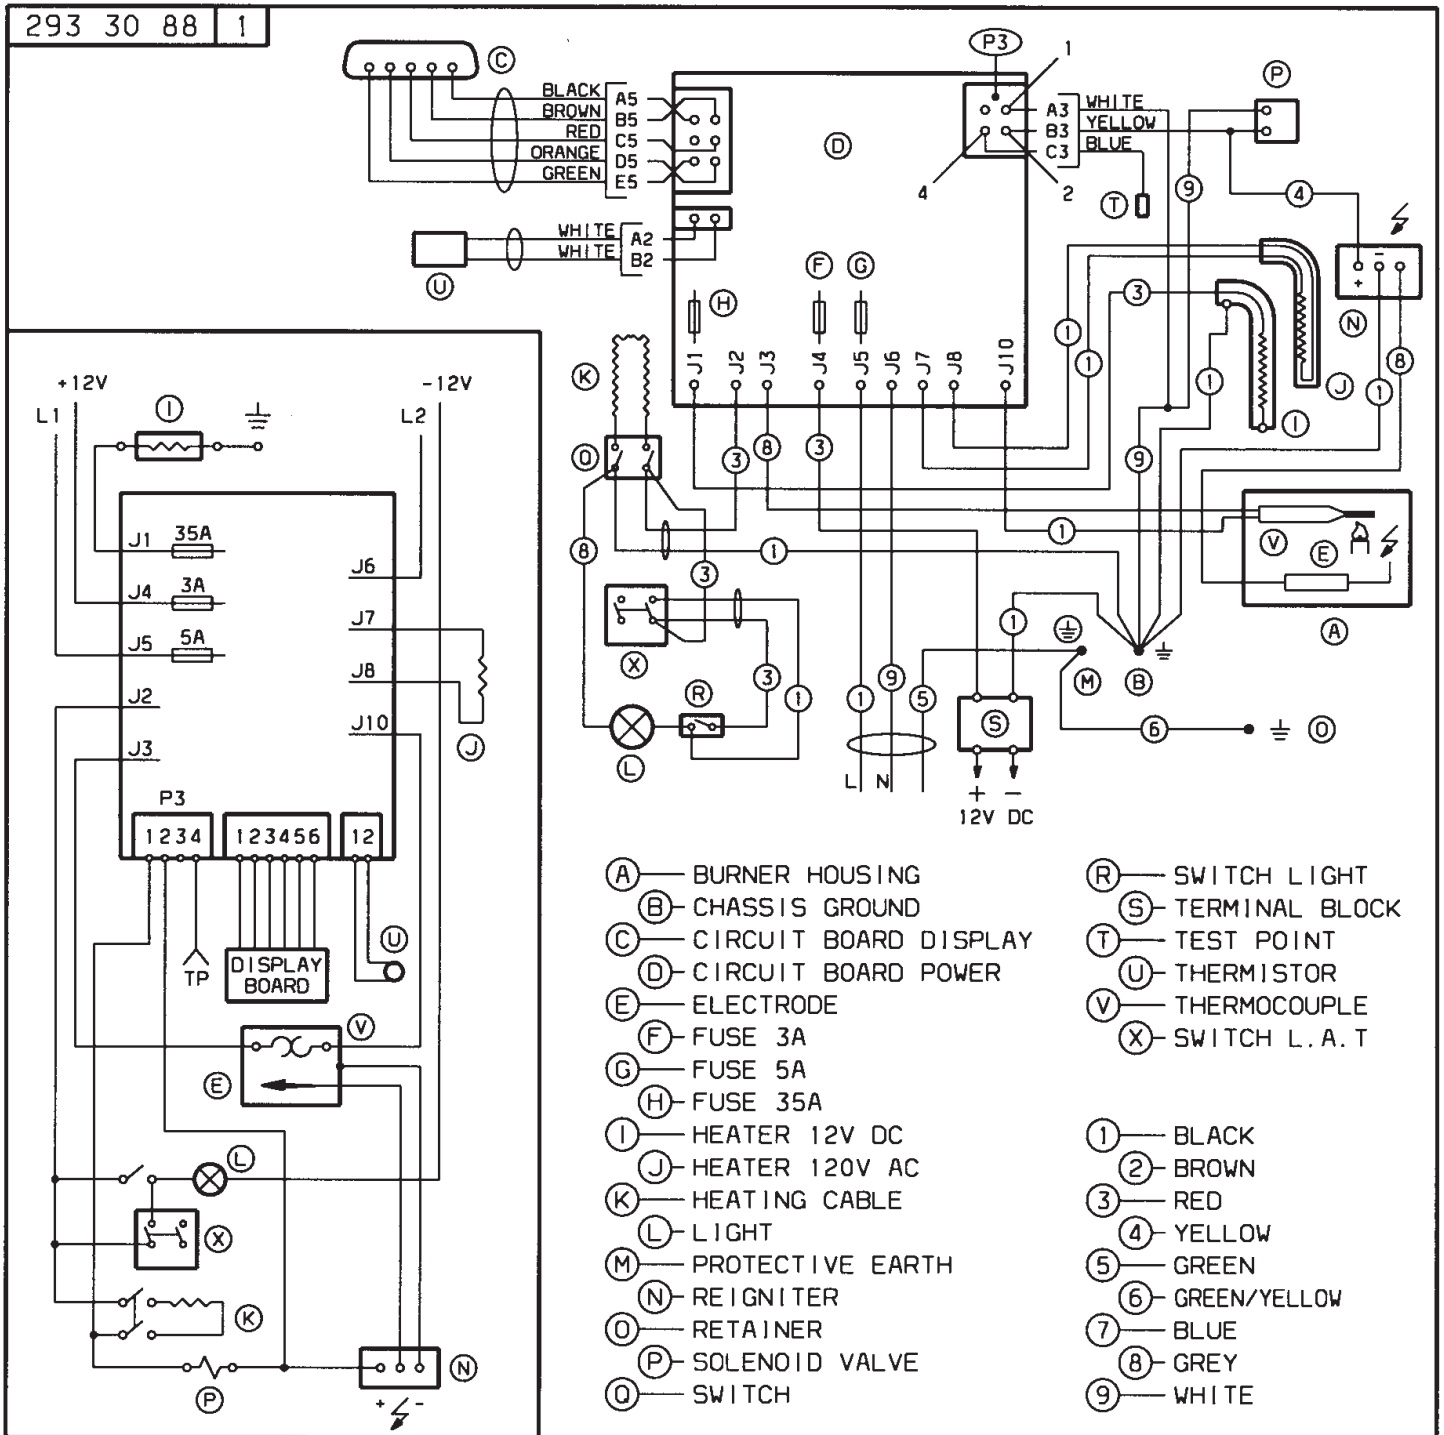 293 30 88 1
C
P3
1
P
BLACK A5
BROWN B5
RED C5
ORANGE D5
GREEN E5
D
A3 WHITE
B3 YELLOW
C3 BLUE
4
2
T
9
4
WHITE A2
WHITE B2
U
F G
H
3
+ -
N
1
1
1
1
8
J
I
K
J1 J2 J3 J4 J5 J6 J7 J8 J10
+12V
-12V
L1
L2
I
Q
3 8 3
9
8
1
3
1
V E
A
J1 35A
J4 3A
J5 5A
J2
J3
J6
J7
J8
J10
J
X
R
3
1
L
1 9 5
L N
1
S
+ -
12V DC
M B
6
O
P3
1234
123456
12
TP
DISPLAY
BOARD
U
V
E
L
X
K
P
N
+ -
A BURNER HOUSING
B CHASSIS GROUND
C CIRCUIT BOARD DISPLAY
D CIRCUIT BOARD POWER
E ELECTRODE
F FUSE 3A
G FUSE 5A
H FUSE 35A
I HEATER 12V DC
J HEATER 120V AC
K HEATING CABLE
L LIGHT
M PROTECTIVE EARTH
N REIGNITER
O RETAINER
P SOLENOID VALVE
Q SWITCH
R SWITCH LIGHT
S TERMINAL BLOCK
T TEST POINT
U THERMISTOR
V THERMOCOUPLE
X SWITCH L.A.T
1 BLACK
2 BROWN
3 RED
4 YELLOW
5 GREEN
6 GREEN/YELLOW
7 BLUE
8 GREY
9 WHITE